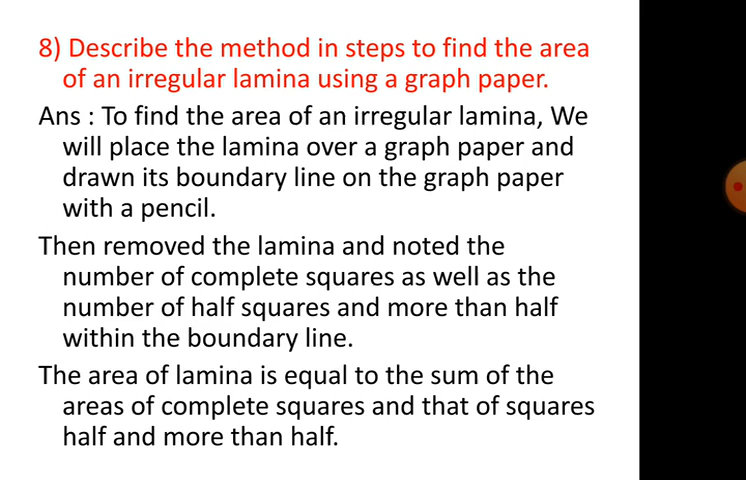 8) Describe the method in steps to find the area
of an irregular lamina using a graph paper.
Ans : To find the area of an irregular lamina, We
will place the lamina over a graph paper and
drawn its boundary line on the graph paper
with a pencil.
Then removed the lamina and noted the
number of complete squares as well as the
number of half squares and more than half
within the boundary line.
The area of lamina is equal to the sum of the
areas of complete squares and that of squares
half and more than half.